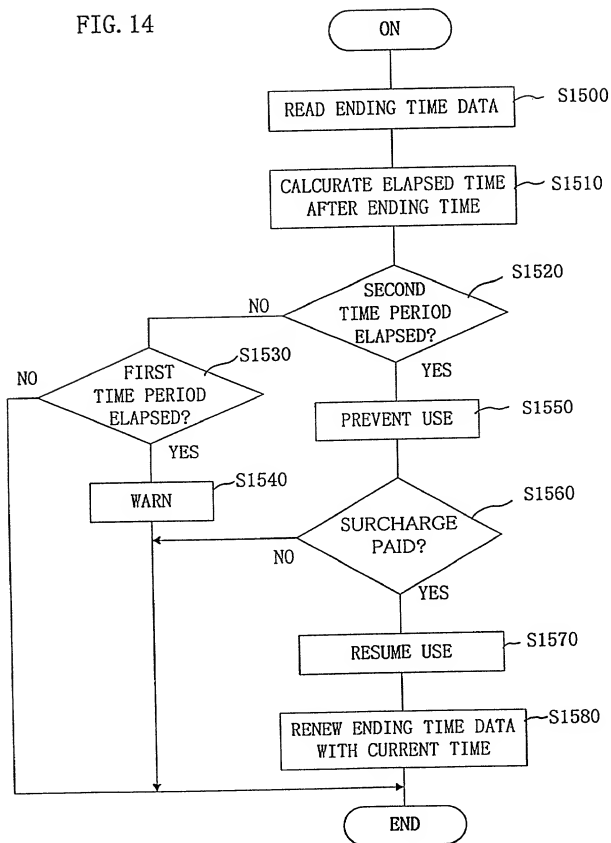 FIG. 14
ON
READ ENDING TIME DATA
S1500
CALCURATE ELAPSED TIME
AFTER ENDING TIME
S1510
SECOND
TIME PERIOD
ELAPSED?
S1520
NO
YES
FIRST
TIME PERIOD
ELAPSED?
S1530
NO
YES
PREVENT USE
S1550
WARN
S1540
SURCHARGE
PAID?
S1560
NO
YES
RESUME USE
S1570
RENEW ENDING TIME DATA
WITH CURRENT TIME
S1580
END